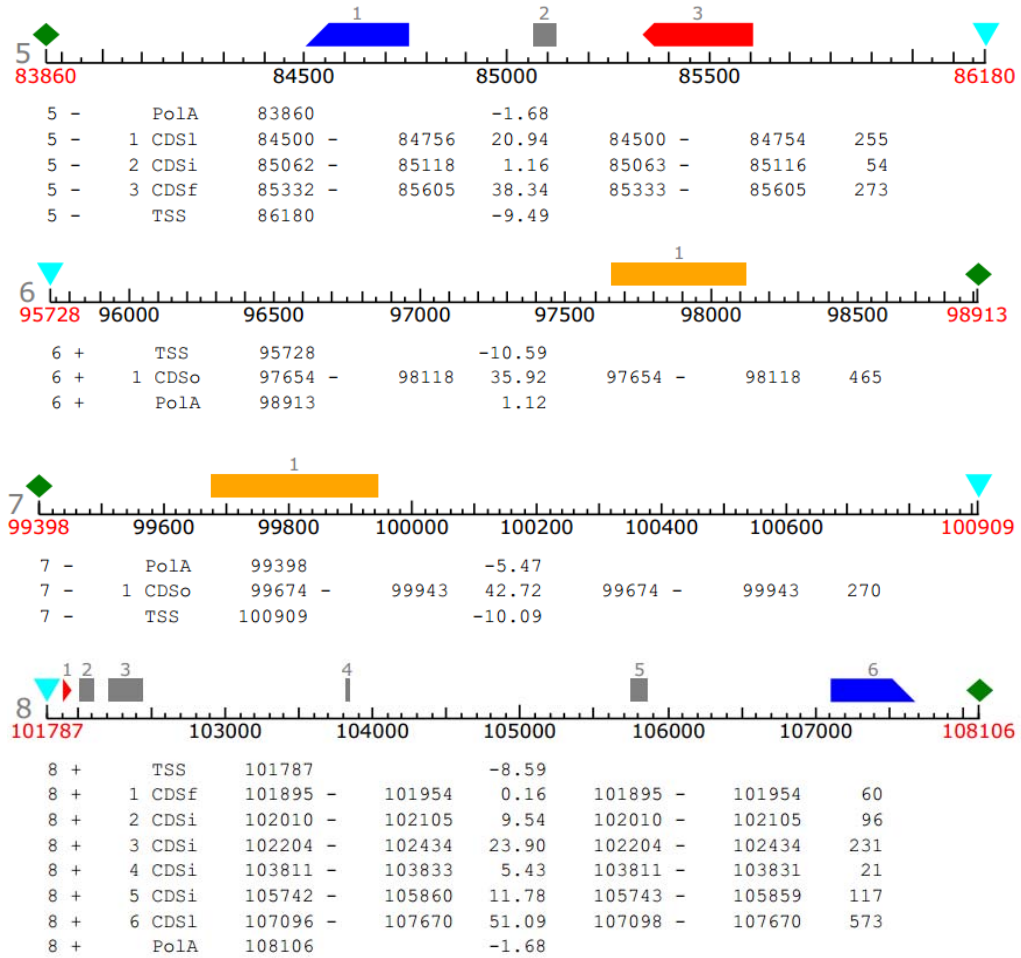 1 2 3
5
83860 84500 85000 85500 86180
5 - PolA 83860 -1.68
5 - 1 CDSl 84500 - 84756 20.94 84500 - 84754 255
5 - 2 CDSi 85062 - 85118 1.16 85063 - 85116 54
5 - 3 CDSf 85332 - 85605 38.34 85333 - 85605 273
5 - TSS 86180 -9.49
1
6
95728 96000 96500 97000 97500 98000 98500 98913
6 + TSS 95728 -10.59
6 + 1 CDSo 97654 - 98118 35.92 97654 - 98118 465
6 + PolA 98913 1.12
1
7
99398 99600 99800 100000 100200 100400 100600 100909
7 - PolA 99398 -5.47
7 - 1 CDSo 99674 - 99943 42.72 99674 - 99943 270
7 - TSS 100909 -10.09
1 2 3 4 5 6
8
101787 103000 104000 105000 106000 107000 108106
8 + TSS 101787 -8.59
8 + 1 CDSf 101895 - 101954 0.16 101895 - 101954 60
8 + 2 CDSi 102010 - 102105 9.54 102010 - 102105 96
8 + 3 CDSi 102204 - 102434 23.90 102204 - 102434 231
8 + 4 CDSi 103811 - 103833 5.43 103811 - 103831 21
8 + 5 CDSi 105742 - 105860 11.78 105743 - 105859 117
8 + 6 CDSl 107096 - 107670 51.09 107098 - 107670 573
8 + PolA 108106 -1.68